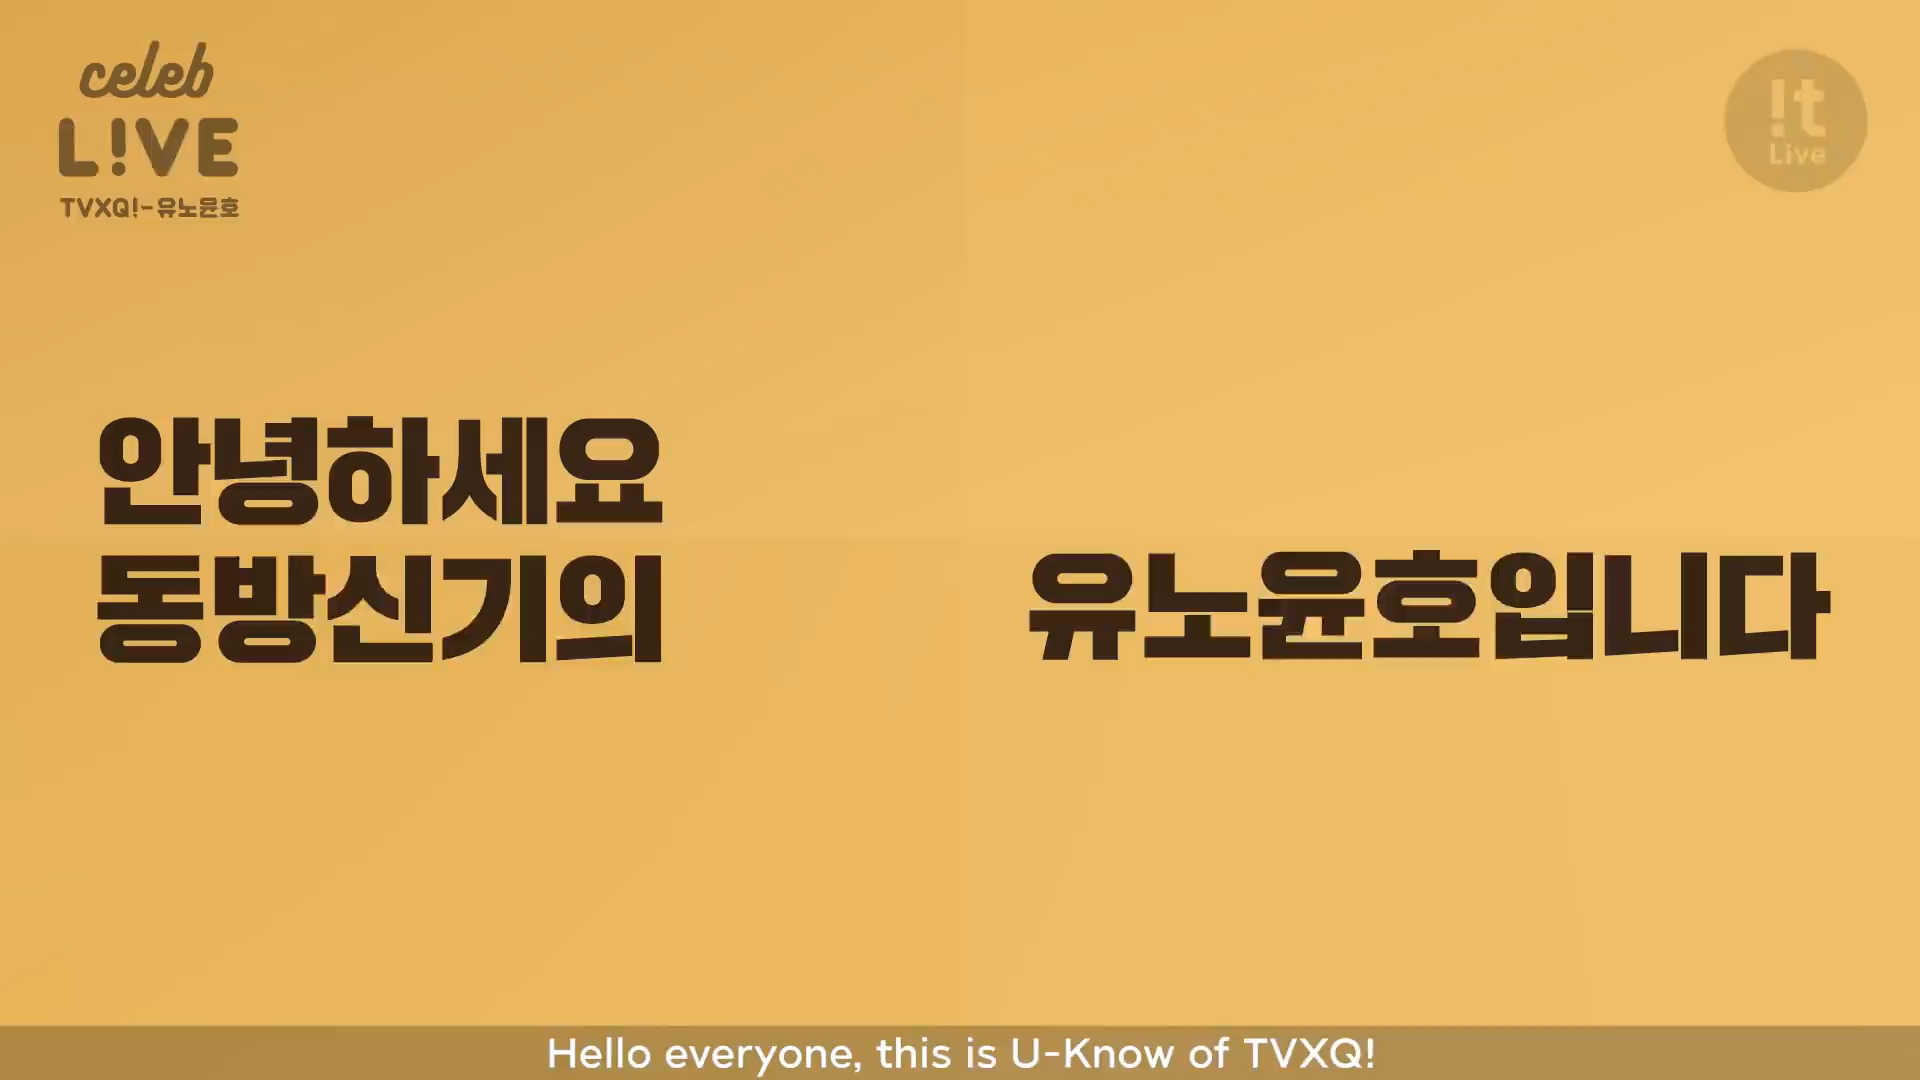 celeb
L!VE
TVXQ!-유노윤호
!t
Live
안녕하세요
동방신기의
유노윤호입니다
Hello everyone, this is U-Know of TVXQ!